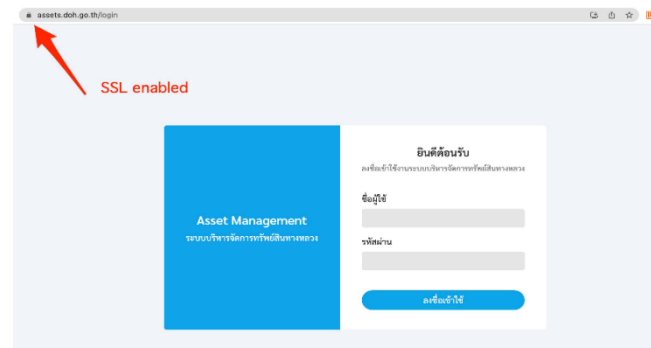 assets.doh.go.th/login
SSL enabled
Asset Management
ระบบบริหารจัดการทรัพย์สินทางหลวง
ยินดีต้อนรับ
ลงชื่อเข้าใช้งานระบบบริหารจัดการทรัพย์สินทางหลวง
ชื่อผู้ใช้
รหัสผ่าน
ลงชื่อเข้าใช้